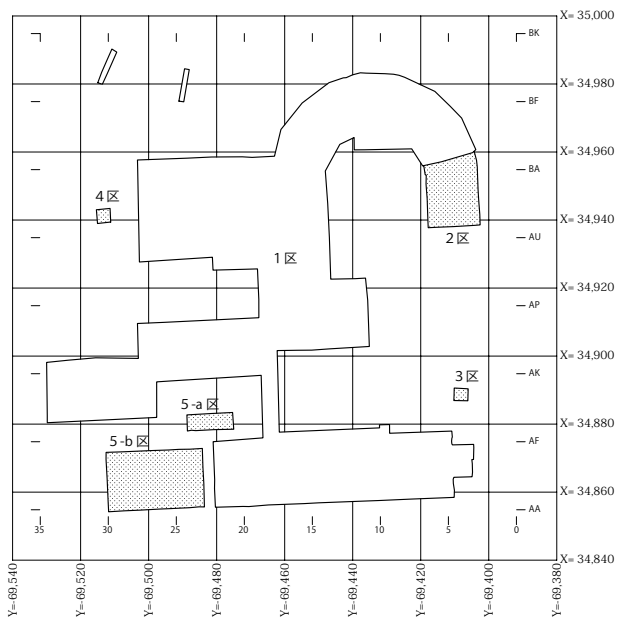 X= 35,000
BK
X= 34,980
BF
X= 34,960
BA
4 区
X= 34,940
2 区
AU
1 区
X= 34,920
AP
X= 34,900
3 区
AK
5 -a 区
X= 34,880
5 -b 区
AF
X= 34,860
AA
35 30 25 20 15 10 5 0
X= 34,840
Y=-69,540 Y=-69,520 Y=-69,500 Y=-69,480 Y=-69,460 Y=-69,440 Y=-69,420 Y=-69,400 Y=-69,380